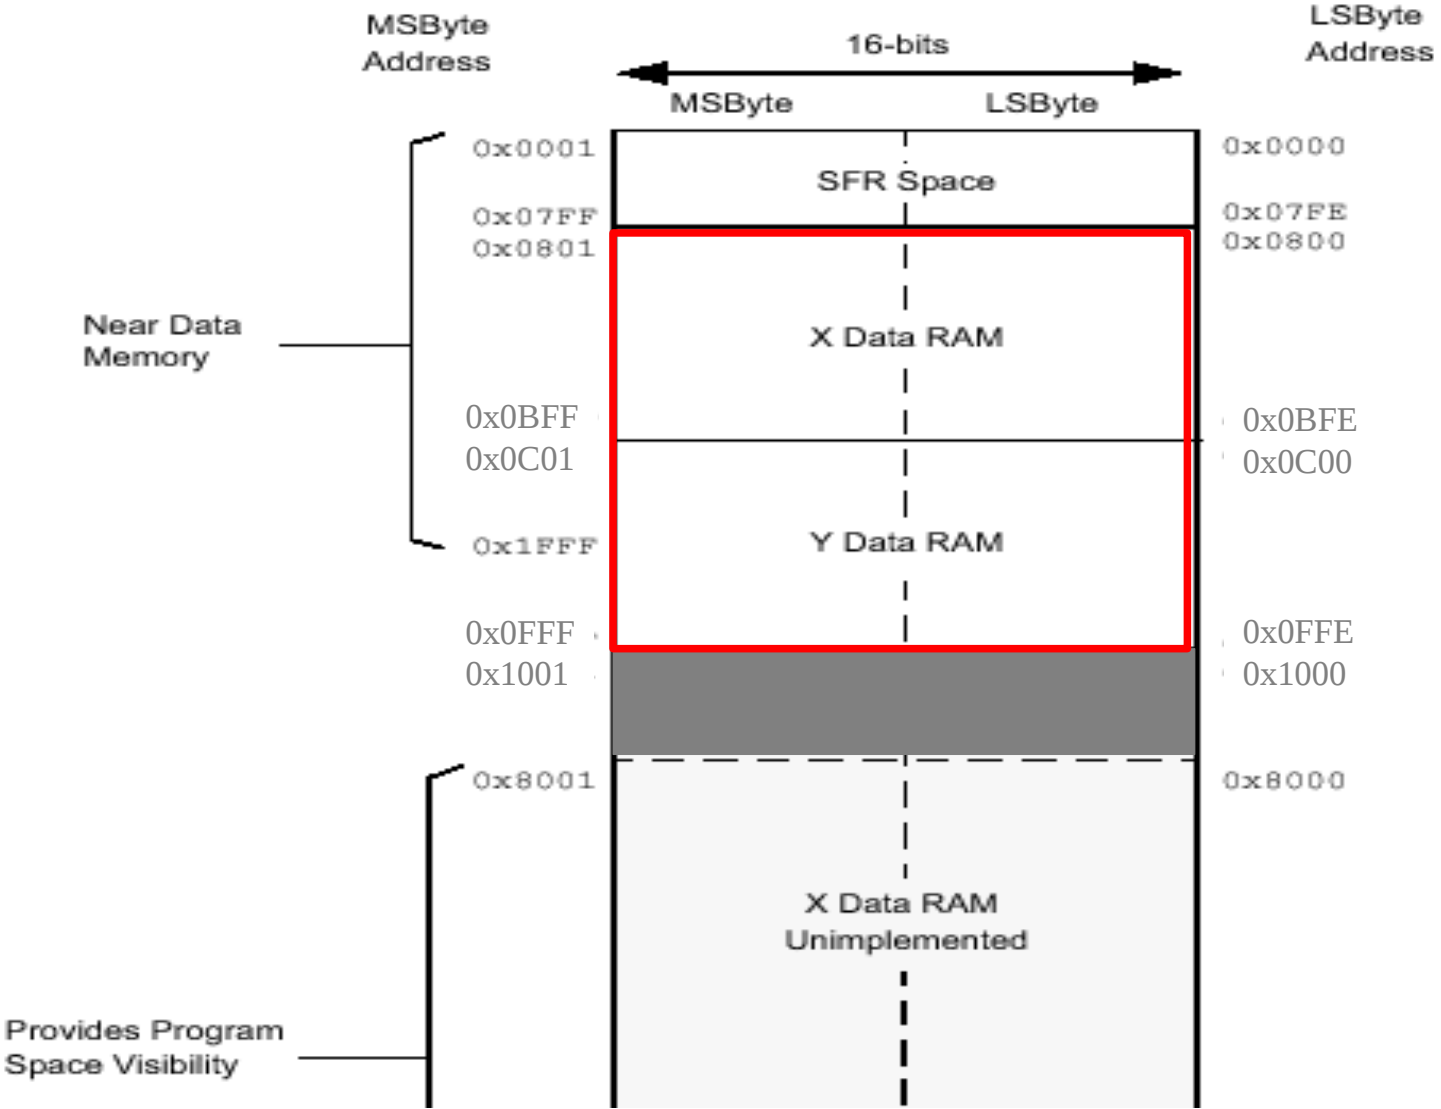 MSByte
Address
16-bits
LSByte
Address
MSByte
LSByte
0x0001
0x0000
SFR Space
0x07FF
0x07FE
0x0801
0x0800
Near Data
Memory
X Data RAM
0x0BFF
0x0BFE
0x0C01
0x0C00
0x1FFF
Y Data RAM
0x0FFF
0x0FFE
0x1001
0x1000
0x8001
0x8000
X Data RAM
Unimplemented
Provides Program
Space Visibility